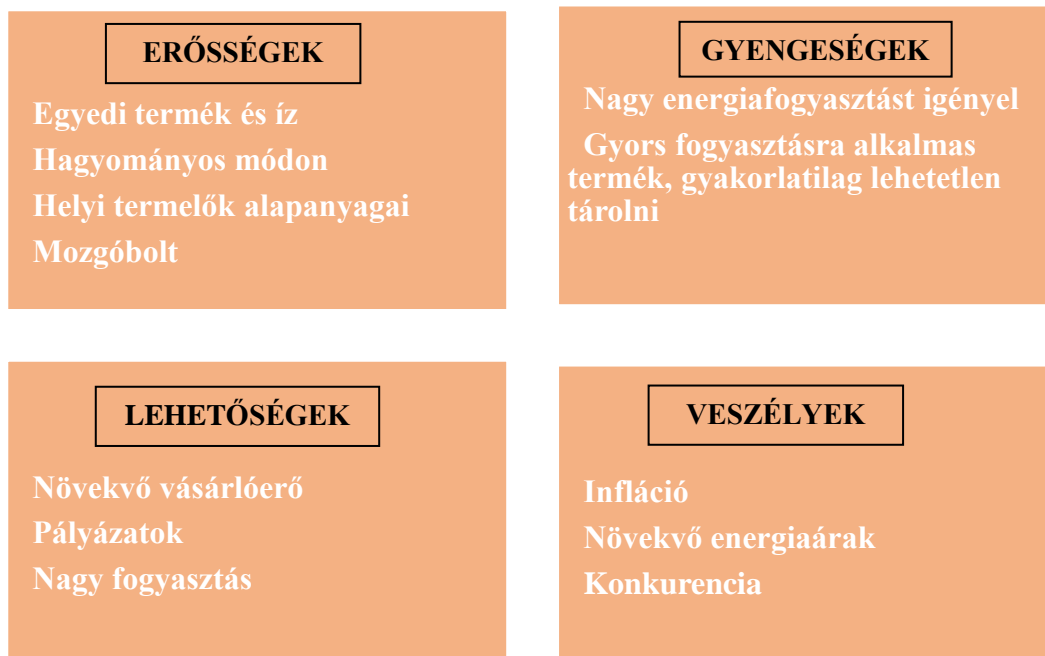 ERŐSSÉGEK
Egyedi termék és íz
Hagyományos módon
Helyi termelők alapanyagai
Mozgóbolt
GYENGESÉGEK
Nagy energiafogyasztást igényel
Gyors fogyasztásra alkalmas
termék, gyakorlatilag lehetetlen
tárolni
LEHETŐSÉGEK
Növekvő vásárlóerő
Pályázatok
Nagy fogyasztás
VESZÉLYEK
Infláció
Növekvő energiaárak
Konkurencia